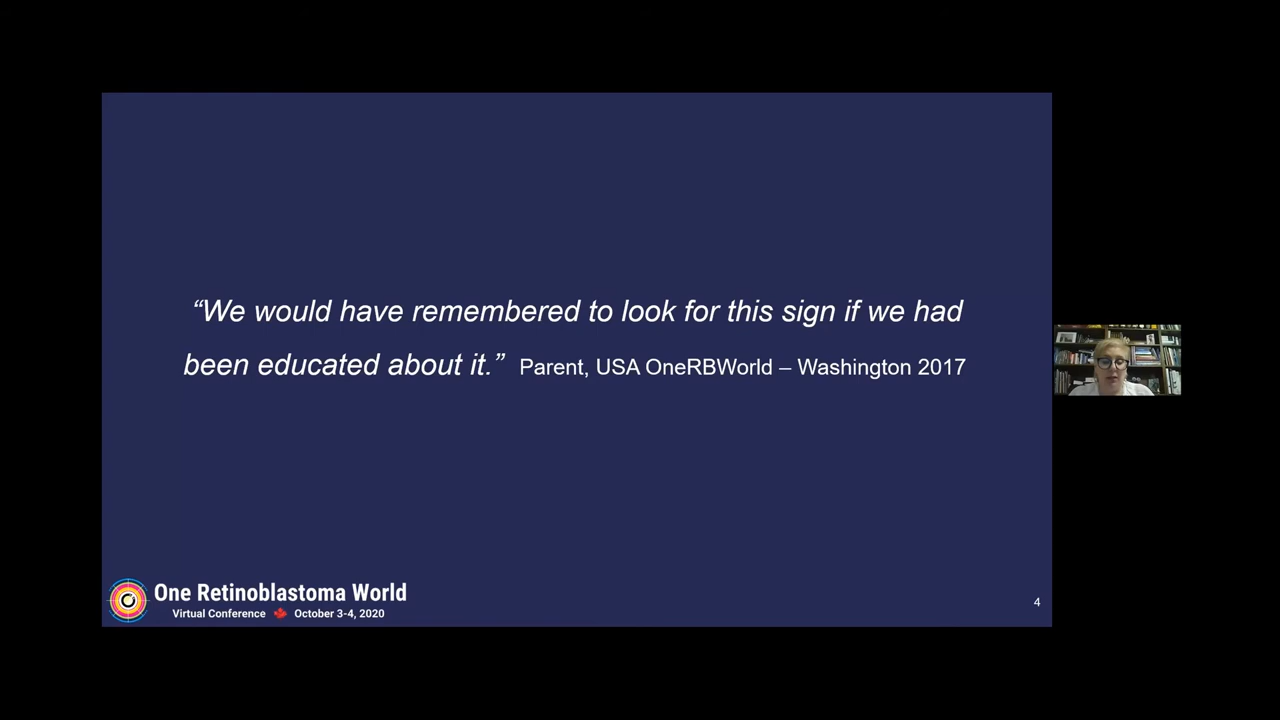 “We would have remembered to look for this sign if we had
been educated about it.” Parent, USA OneRBWorld – Washington 2017
One Retinoblastoma World
Virtual Conference October 3-4, 2020
4